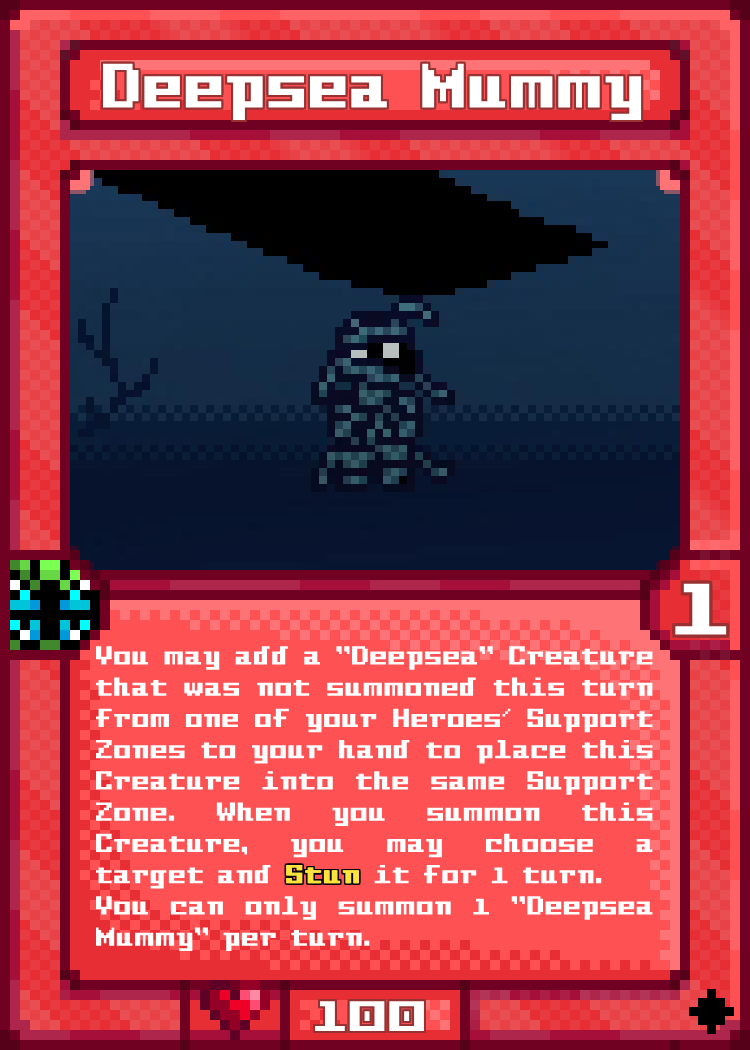 Deepsea Mummy
1
You may add a "Deepsea" Creature
that was not summoned this turn
from one of your Heroes' Support
Zones to your hand to place this
Creature into the same Support
Zone. When you summon this
Creature, you may choose a
target and Stun it for 1 turn.
You can only summon 1 "Deepsea
Mummy" per turn.
100